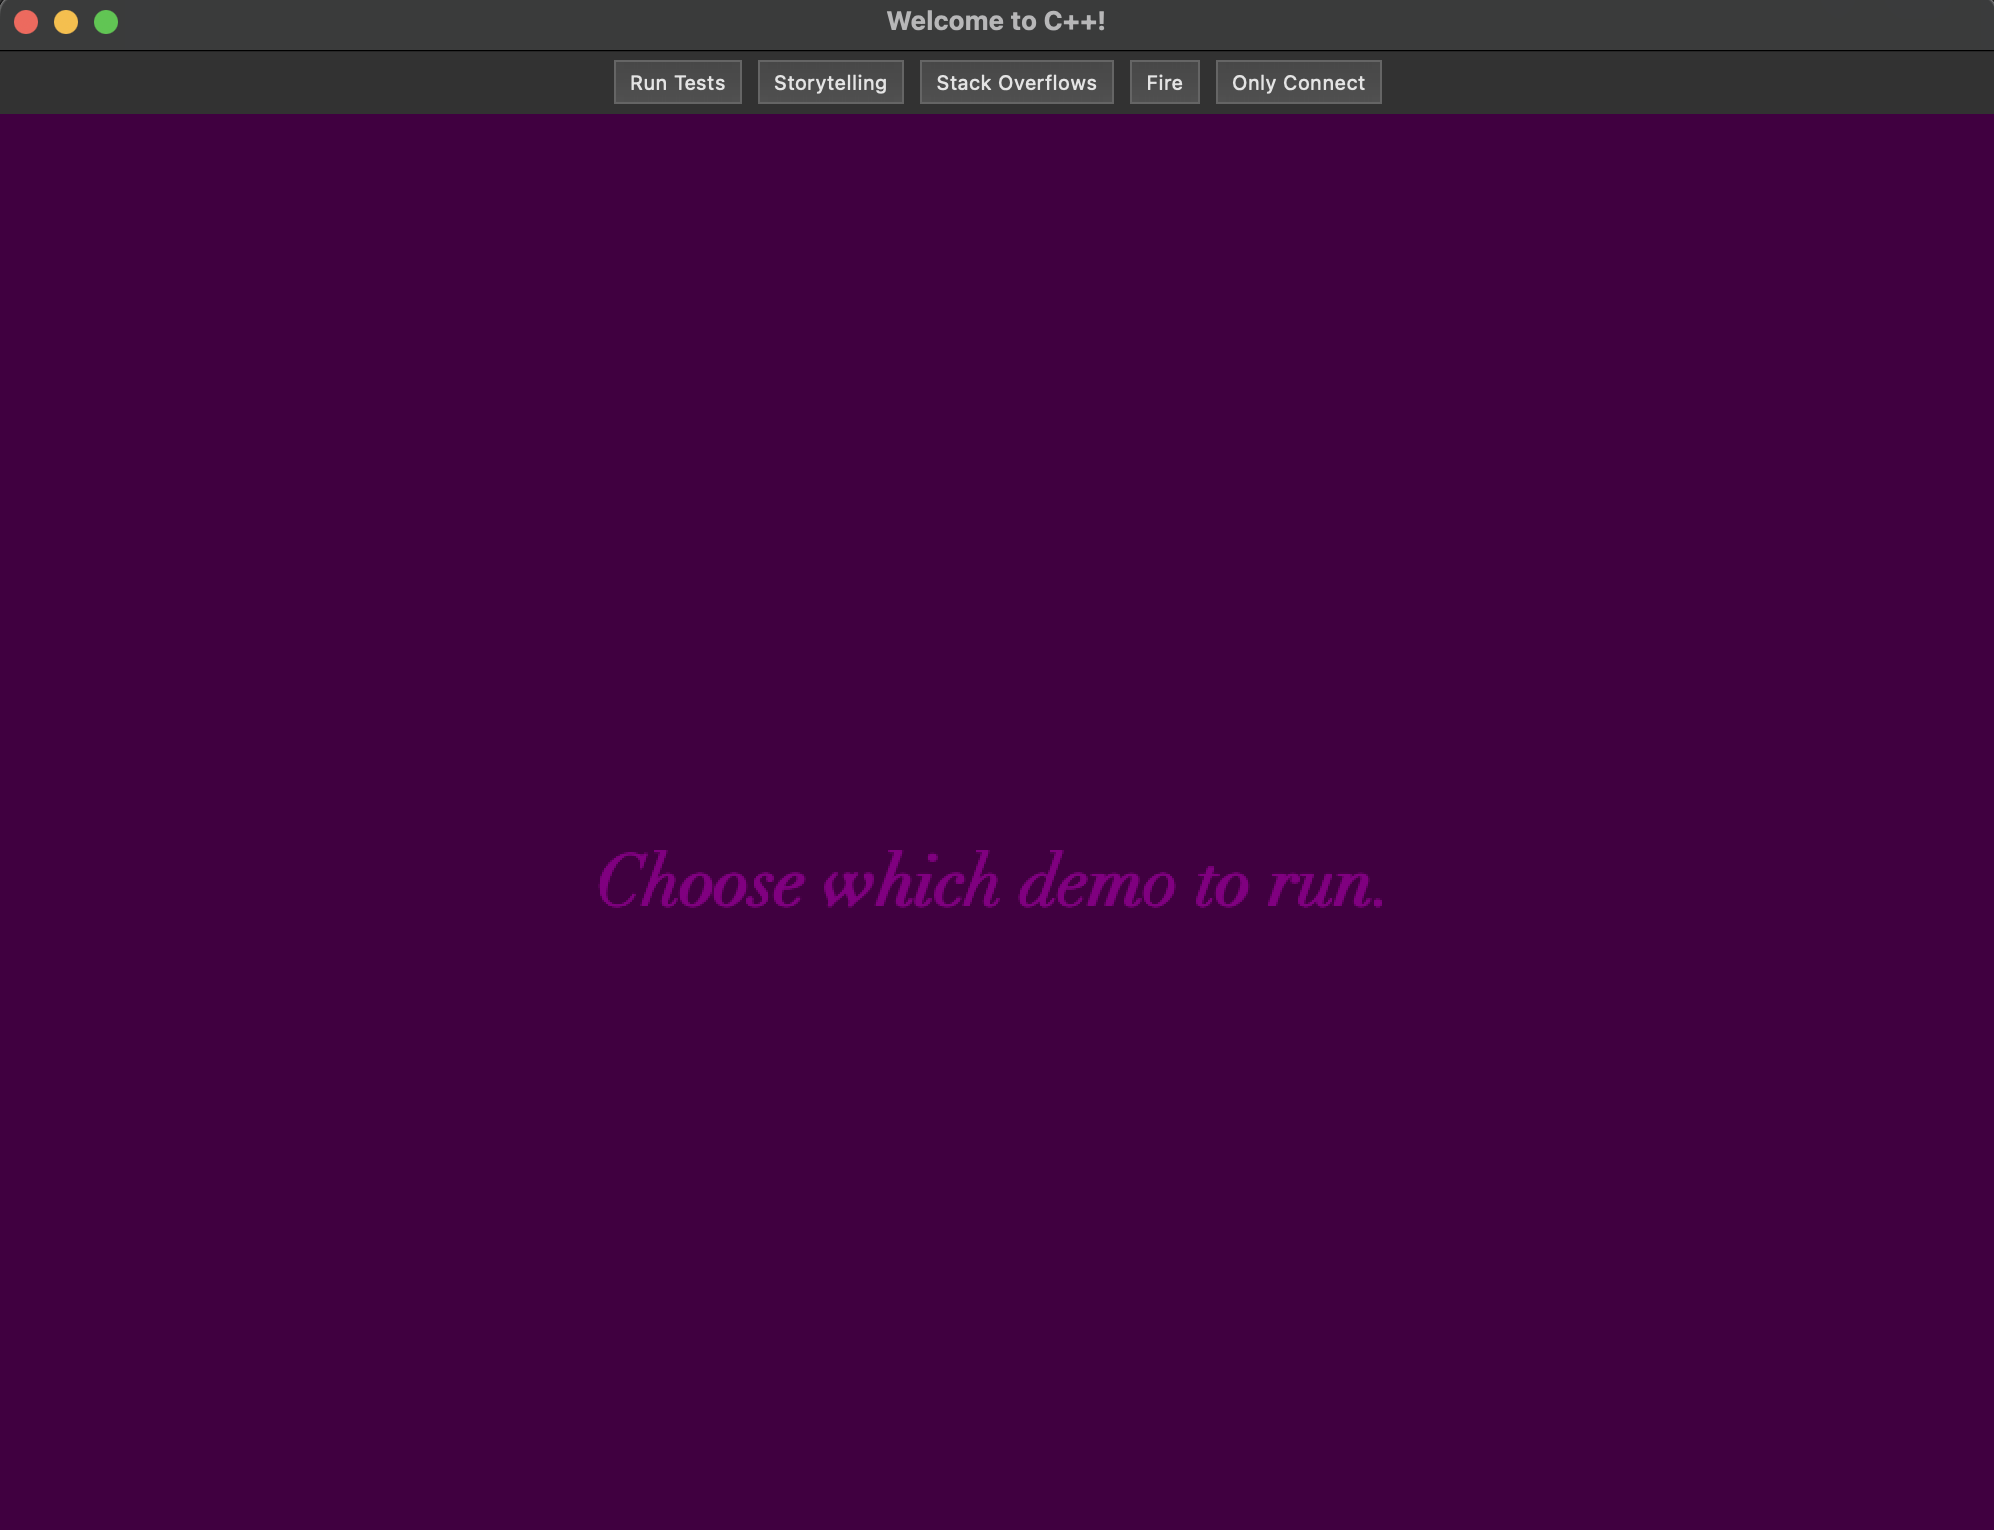 Welcome to C++!
Run Tests Storytelling Stack Overflows Fire Only Connect
Choose which demo to run.